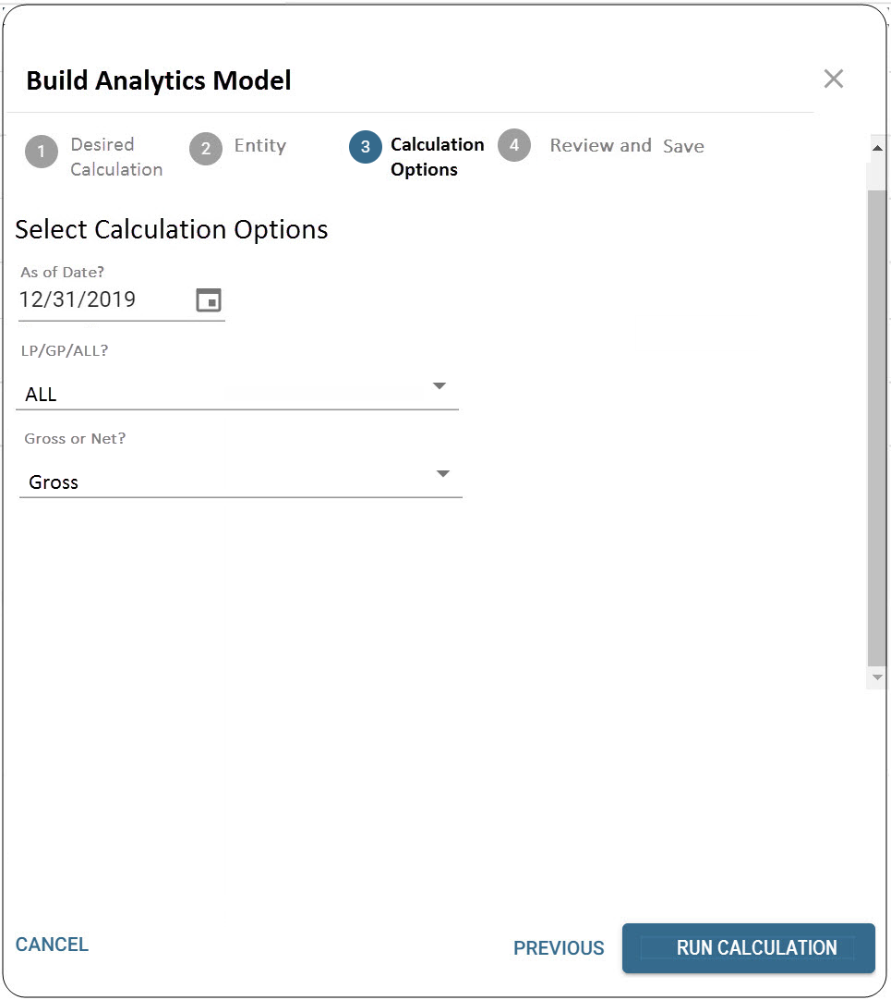 Build Analytics Model
1 Desired Calculation
2 Entity
3 Calculation Options
4 Review and Save
Select Calculation Options
As of Date?
12/31/2019
LP/GP/ALL?
ALL
Gross or Net?
Gross
CANCEL
PREVIOUS
RUN CALCULATION